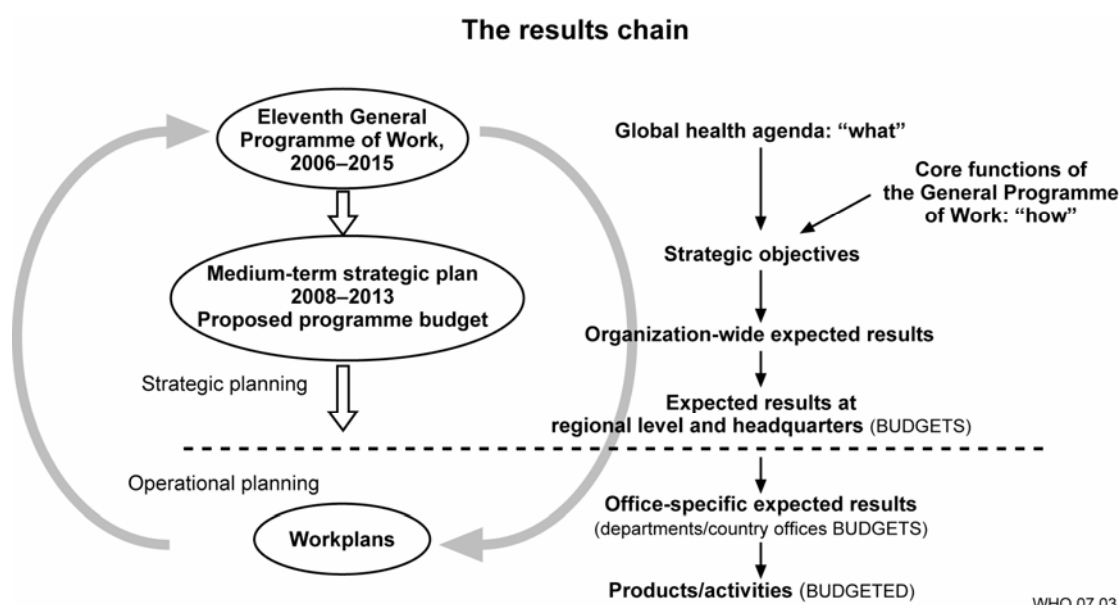 The results chain
Eleventh General
Programme of Work,
2006–2015
Medium-term strategic plan
2008–2013
Proposed programme budget
Strategic planning
Operational planning
Workplans
Global health agenda: “what”
Core functions of
the General Programme
of Work: “how”
Strategic objectives
Organization-wide expected results
Expected results at
regional level and headquarters (BUDGETS)
Office-specific expected results
(departments/country offices BUDGETS)
Products/activities (BUDGETED)
WHO 07.03